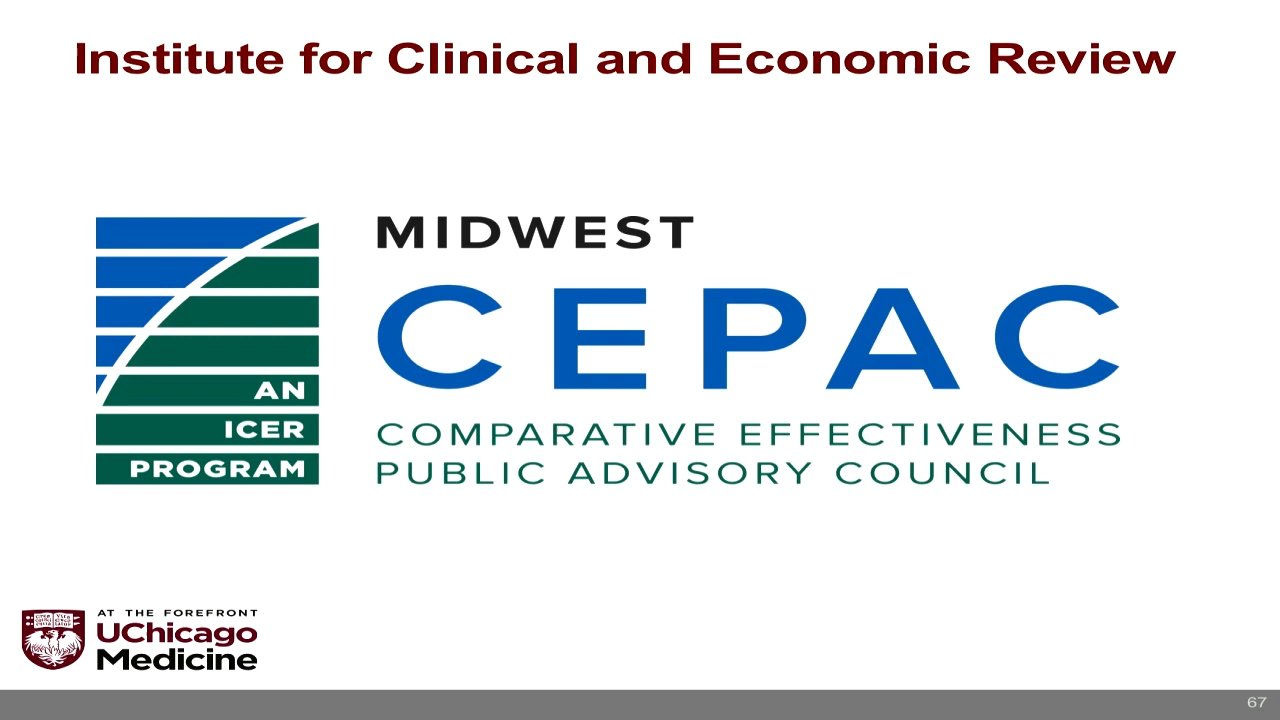 Institute for Clinical and Economic Review
MIDWEST
CEPAC
COMPARATIVE EFFECTIVENESS
PUBLIC ADVISORY COUNCIL
AN
ICER
PROGRAM
AT THE FOREFRONT
UChicago
Medicine
67